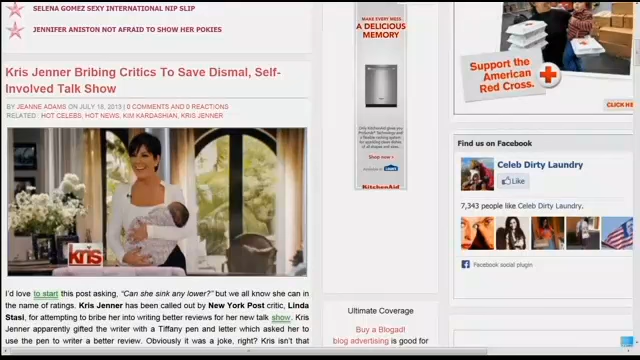 SELENA GOMEZ SEXY INTERNATIONAL NIP SLIP
JENNIFER ANISTON NOT AFRAID TO SHOW HER POKIES
Kris Jenner Bribing Critics To Save Dismal, Self-
Involved Talk Show
BY JEANNE ADAMS ON JULY 18, 2013 | 0 COMMENTS AND 0 REACTIONS
RELATED: HOT CELEBS, HOT NEWS, KIM KARDASHIAN, KRIS JENNER
kris
I'd love to start this post asking, "Can she sink any lower?" but we all know she can in
the name of ratings. Kris Jenner has been called out by New York Post critic, Linda
Stasi, for attempting to bribe her into writing better reviews for her new talk show. Kris
Jenner apparently gifted the writer with a Tiffany pen and letter which asked her to
use the pen to write a better review. Obviously it was a joke, right? Kris isn't that
MAKE EVERY MESS
A DELICIOUS
MEMORY
Shop now
KitchenAid
Ultimate Coverage
Buy a Blogad!
blog advertising is good for
Support the
American
Red Cross.
CLICK HE
Find us on Facebook
Celeb Dirty Laundry
Like
7,343 people like Celeb Dirty Laundry.
Facebook social plugin